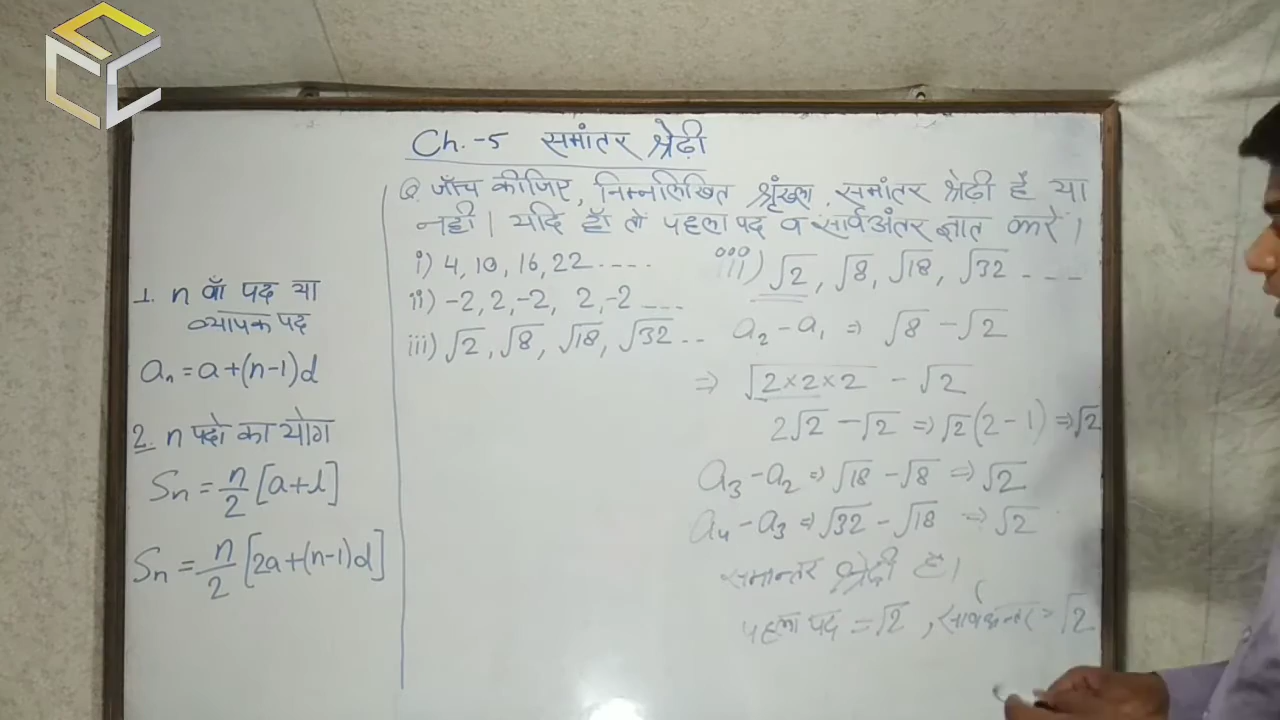 Ch.-5 समांतर श्रेढ़ी
Q. जाँच कीजिए, निम्नलिखित श्रृंखला समांतर श्रेढ़ी है या
नही। यदि हाँ तो पहला पद व सार्वअंतर ज्ञात करें।
i) 4, 10, 16, 22 ....
ii) -2, 2, -2, 2, -2 ....
iii) √2, √8, √18, √32 ..
1. n वाँ पद या
व्यापक पद
aₙ = a+(n-1)d
2. n पदो का योग
Sₙ = n/2 [a+l]
Sₙ = n/2 [2a+(n-1)d]
iii) √2, √8, √18, √32 ----
a₂ - a₁ ⇒ √8 - √2
⇒ √2×2×2 - √2
2√2 - √2 ⇒ √2(2-1) ⇒ √2
a₃ - a₂ ⇒ √18 - √8 ⇒ √2
a₄ - a₃ ⇒ √32 - √18 ⇒ √2
समान्तर श्रेढ़ी है।
पहला पद = √2, सार्वअन्तर = √2